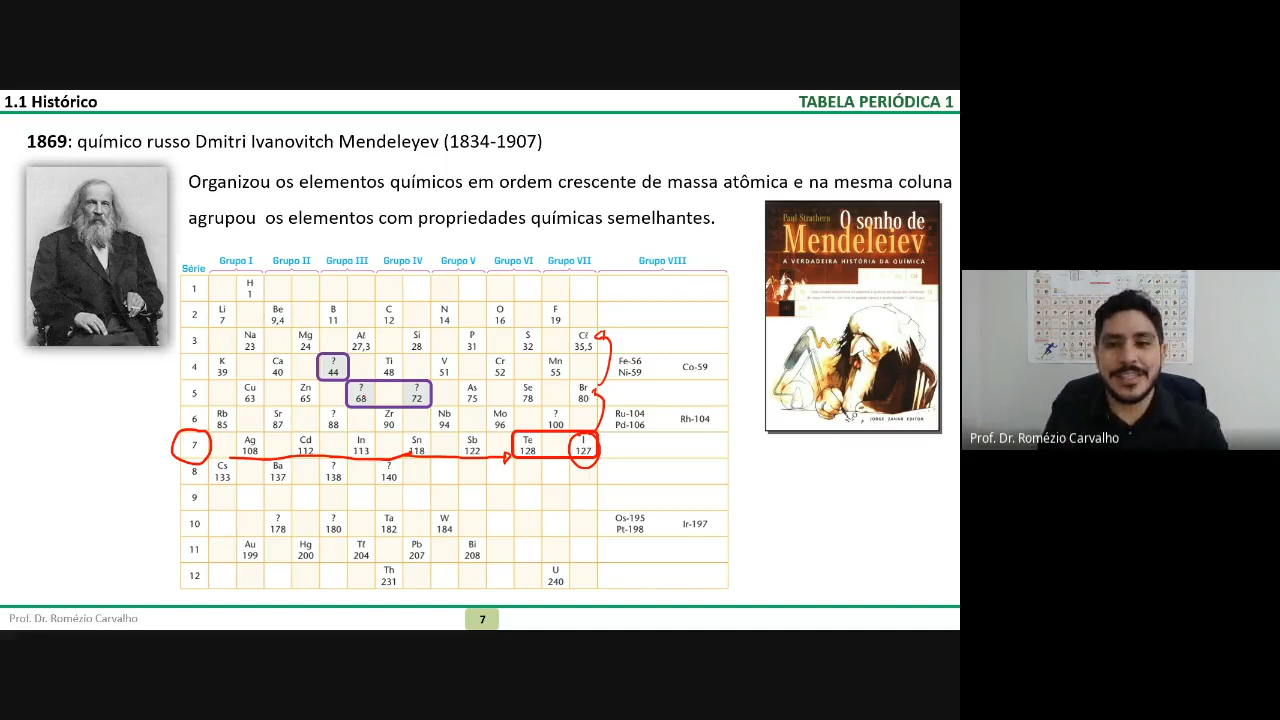 1.1 Histórico
TABELA PERIÓDICA 1
1869: químico russo Dmitri Ivanovitch Mendeleyev (1834-1907)
Organizou os elementos químicos em ordem crescente de massa atômica e na mesma coluna
agrupou os elementos com propriedades químicas semelhantes.
Série Grupo I Grupo II Grupo III Grupo IV Grupo V Grupo VI Grupo VII Grupo VIII
1 H
1
2 Li Be B C N O F
7 9,4 11 12 14 16 19
3 Na Mg Aℓ Si P S Cℓ
23 24 27,3 28 31 32 35,5
4 K Ca ? Ti V Cr Mn Fe-56 Co-59
39 40 44 48 51 52 55 Ni-59
5 Cu Zn ? ? As Se Br
63 65 68 72 75 78 80
6 Rb Sr ? Zr Nb Mo ? Ru-104 Rh-104
85 87 88 90 94 96 100 Pd-106
7 Ag Cd In Sn Sb Te I
108 112 113 118 122 128 127
8 Cs Ba ? ?
133 137 138 140
9
10 ? ? Ta W Os-195 Ir-197
178 180 182 184 Pt-198
11 Au Hg Tℓ Pb Bi
199 200 204 207 208
12 Th U
231 240
Paul Strathern
O sonho de
Mendeleiev
A VERDADEIRA HISTÓRIA DA QUÍMICA
JORGE ZAHAR EDITOR
Prof. Dr. Romézio Carvalho
7
Prof. Dr. Romézio Carvalho